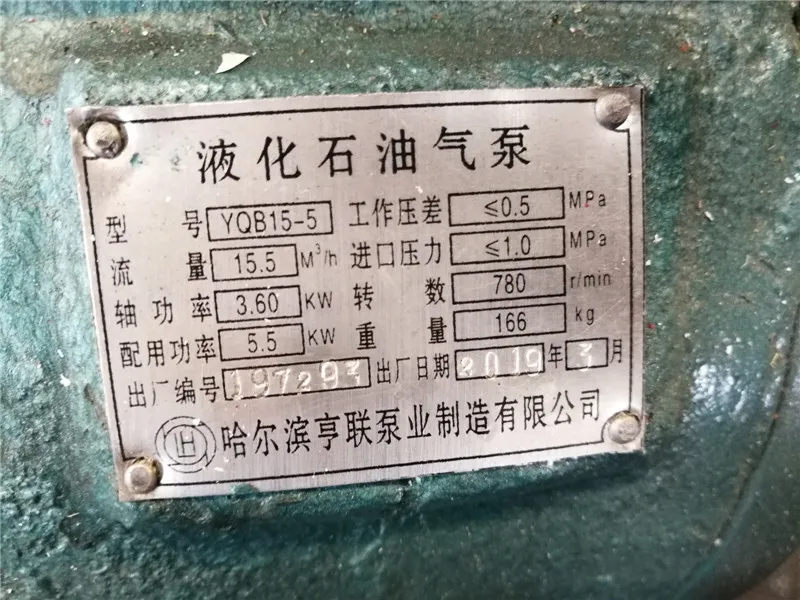 液化石油气泵
型号 YQB15-5 工作压差 ≤0.5 MPa
流量 15.5 M³/h 进口压力 ≤1.0 MPa
轴功率 3.60 KW 转数 780 r/min
配用功率 5.5 KW 重量 166 kg
出厂编号 197293 出厂日期 2019 年 3 月
哈尔滨亨联泵业制造有限公司